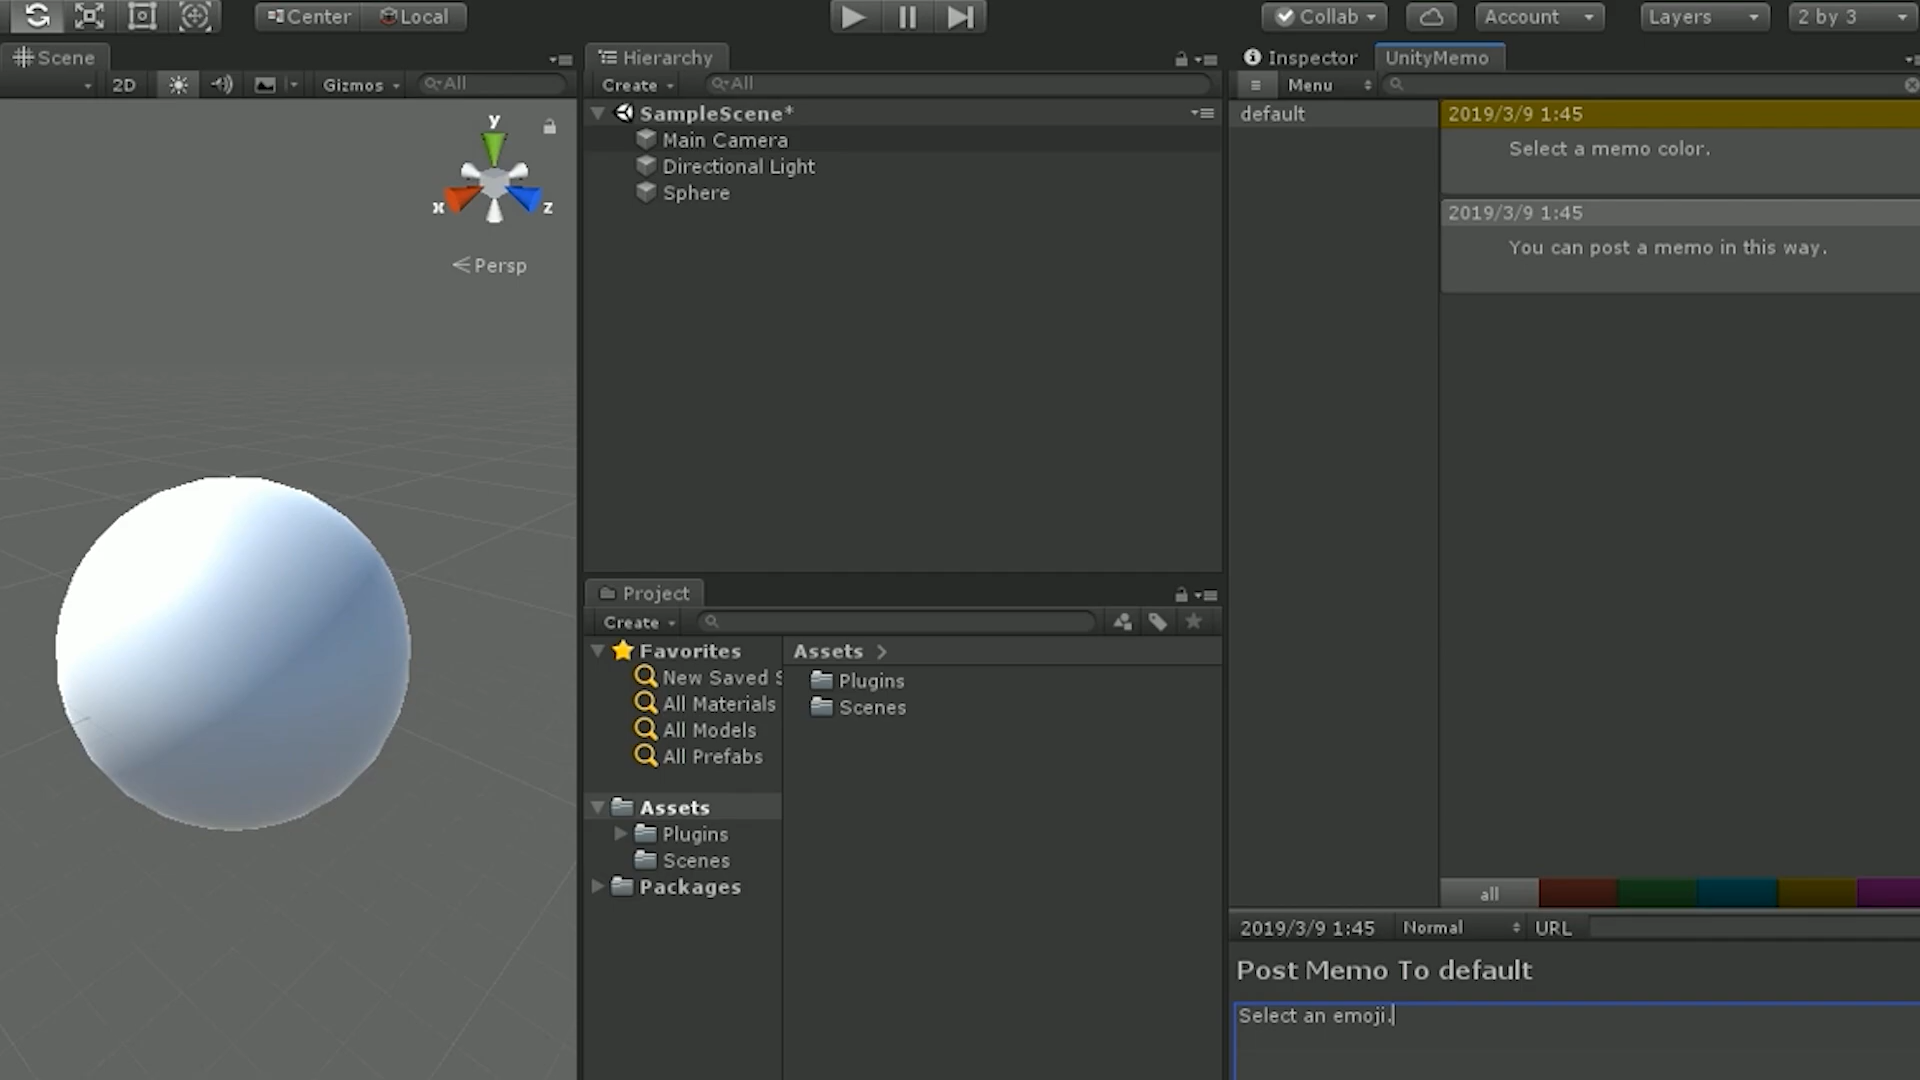 Center
Local
Collab
Account
Layers
2 by 3
Scene
2D
Gizmos
All
y
x
z
Persp
Hierarchy
Create
All
SampleScene*
Main Camera
Directional Light
Sphere
Project
Create
Favorites
New Saved S
All Materials
All Models
All Prefabs
Assets
Plugins
Scenes
Packages
Assets
Plugins
Scenes
Inspector
UnityMemo
Menu
default
2019/3/9 1:45
Select a memo color.
2019/3/9 1:45
You can post a memo in this way.
all
2019/3/9 1:45
Normal
URL
Post Memo To default
Select an emoji.